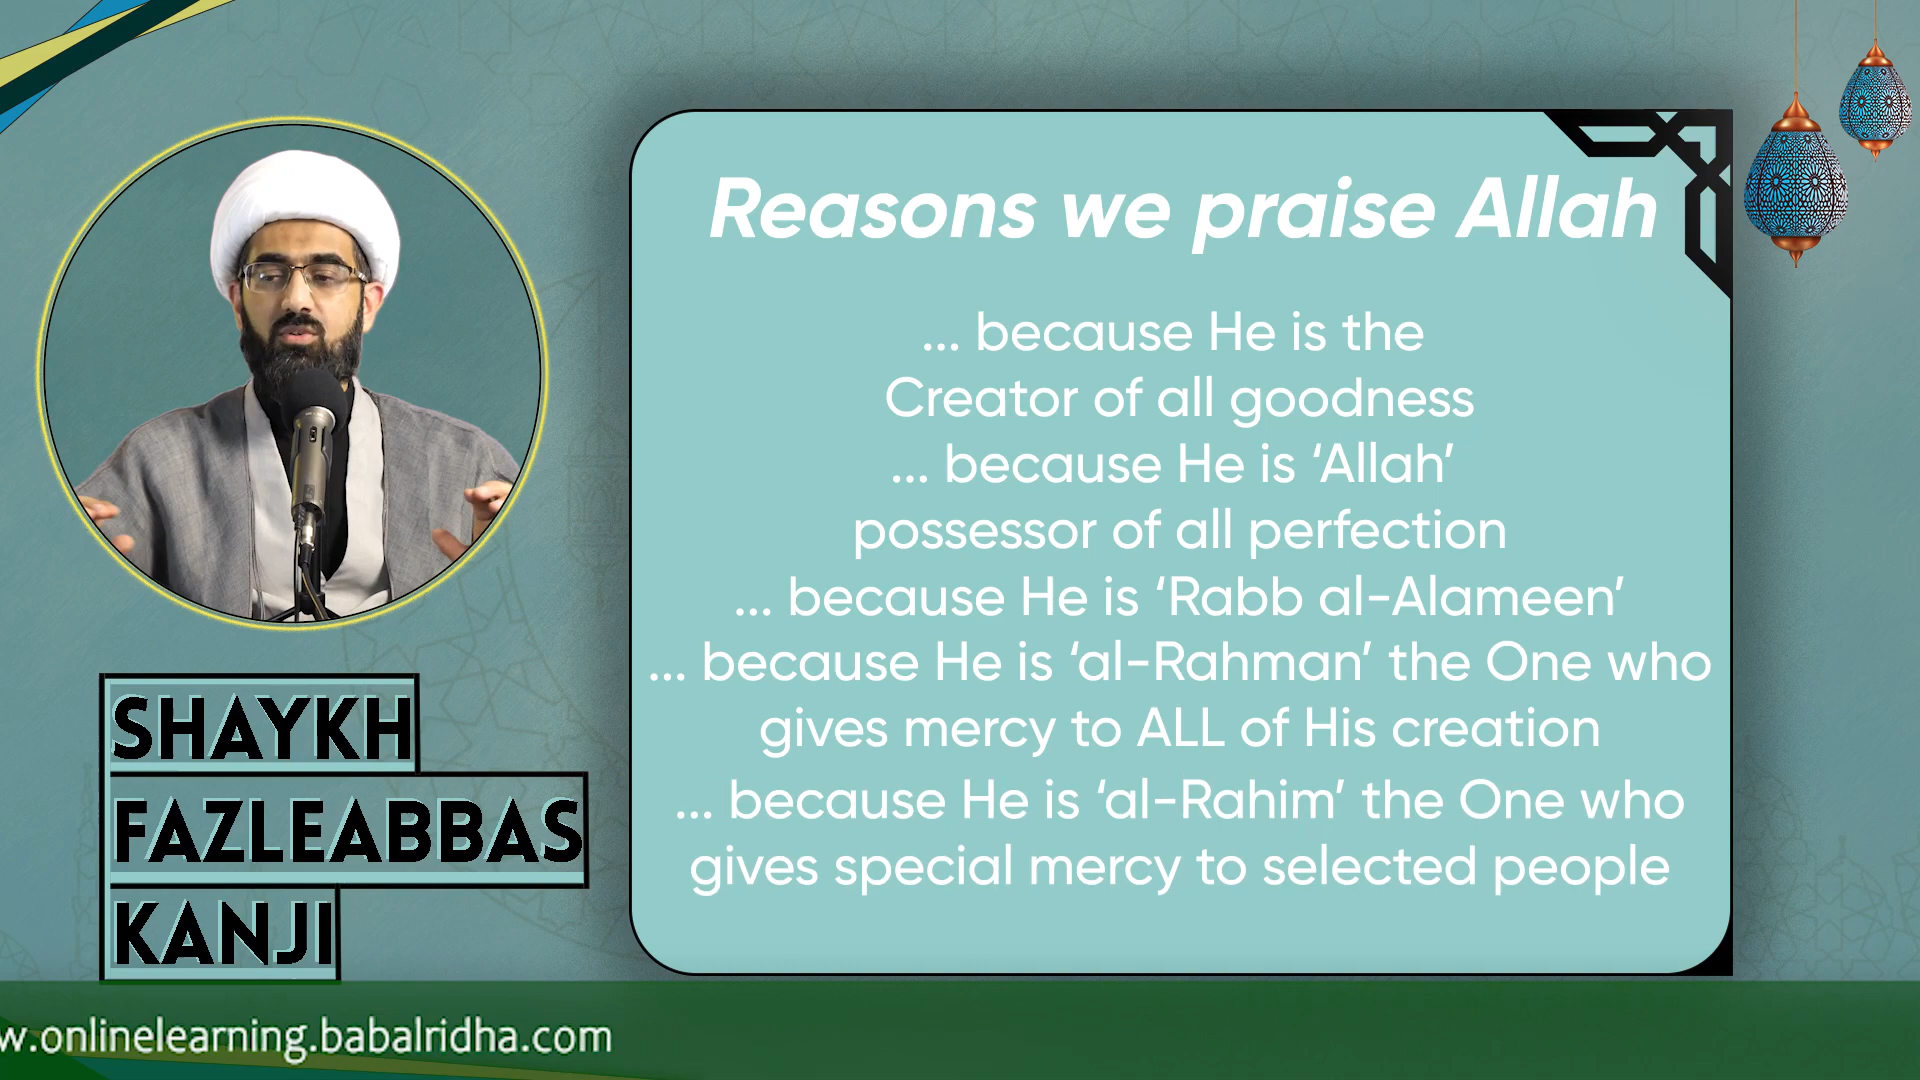 Reasons we praise Allah
... because He is the
Creator of all goodness
... because He is ‘Allah’
possessor of all perfection
... because He is ‘Rabb al-Alameen’
... because He is ‘al-Rahman’ the One who
gives mercy to ALL of His creation
... because He is ‘al-Rahim’ the One who
gives special mercy to selected people
SHAYKH
FAZLEABBAS
KANJI
w.onlinelearning.babalridha.com